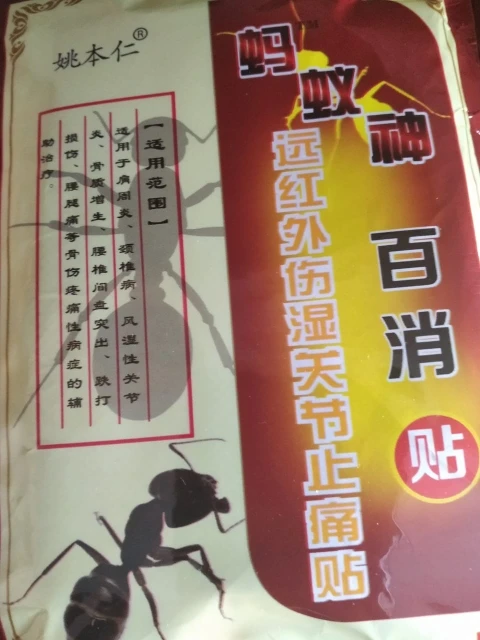 姚本仁®
蚂蚁神™
百消
贴
远红外伤湿关节止痛贴
【适用范围】
适用于肩周炎、颈椎病、风湿性关节
炎、骨质增生、腰椎间盘突出、跌打
损伤、腰腿痛等骨伤疼痛性病症的辅
助治疗。